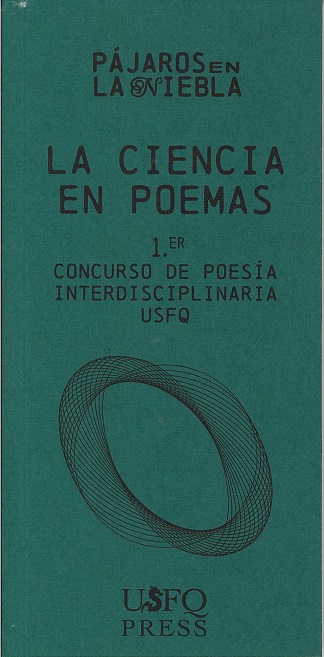 PÁJAROS EN
LA NIEBLA
LA CIENCIA
EN POEMAS
1.ER
CONCURSO DE POESÍA
INTERDISCIPLINARIA
USFQ
USFQ
PRESS